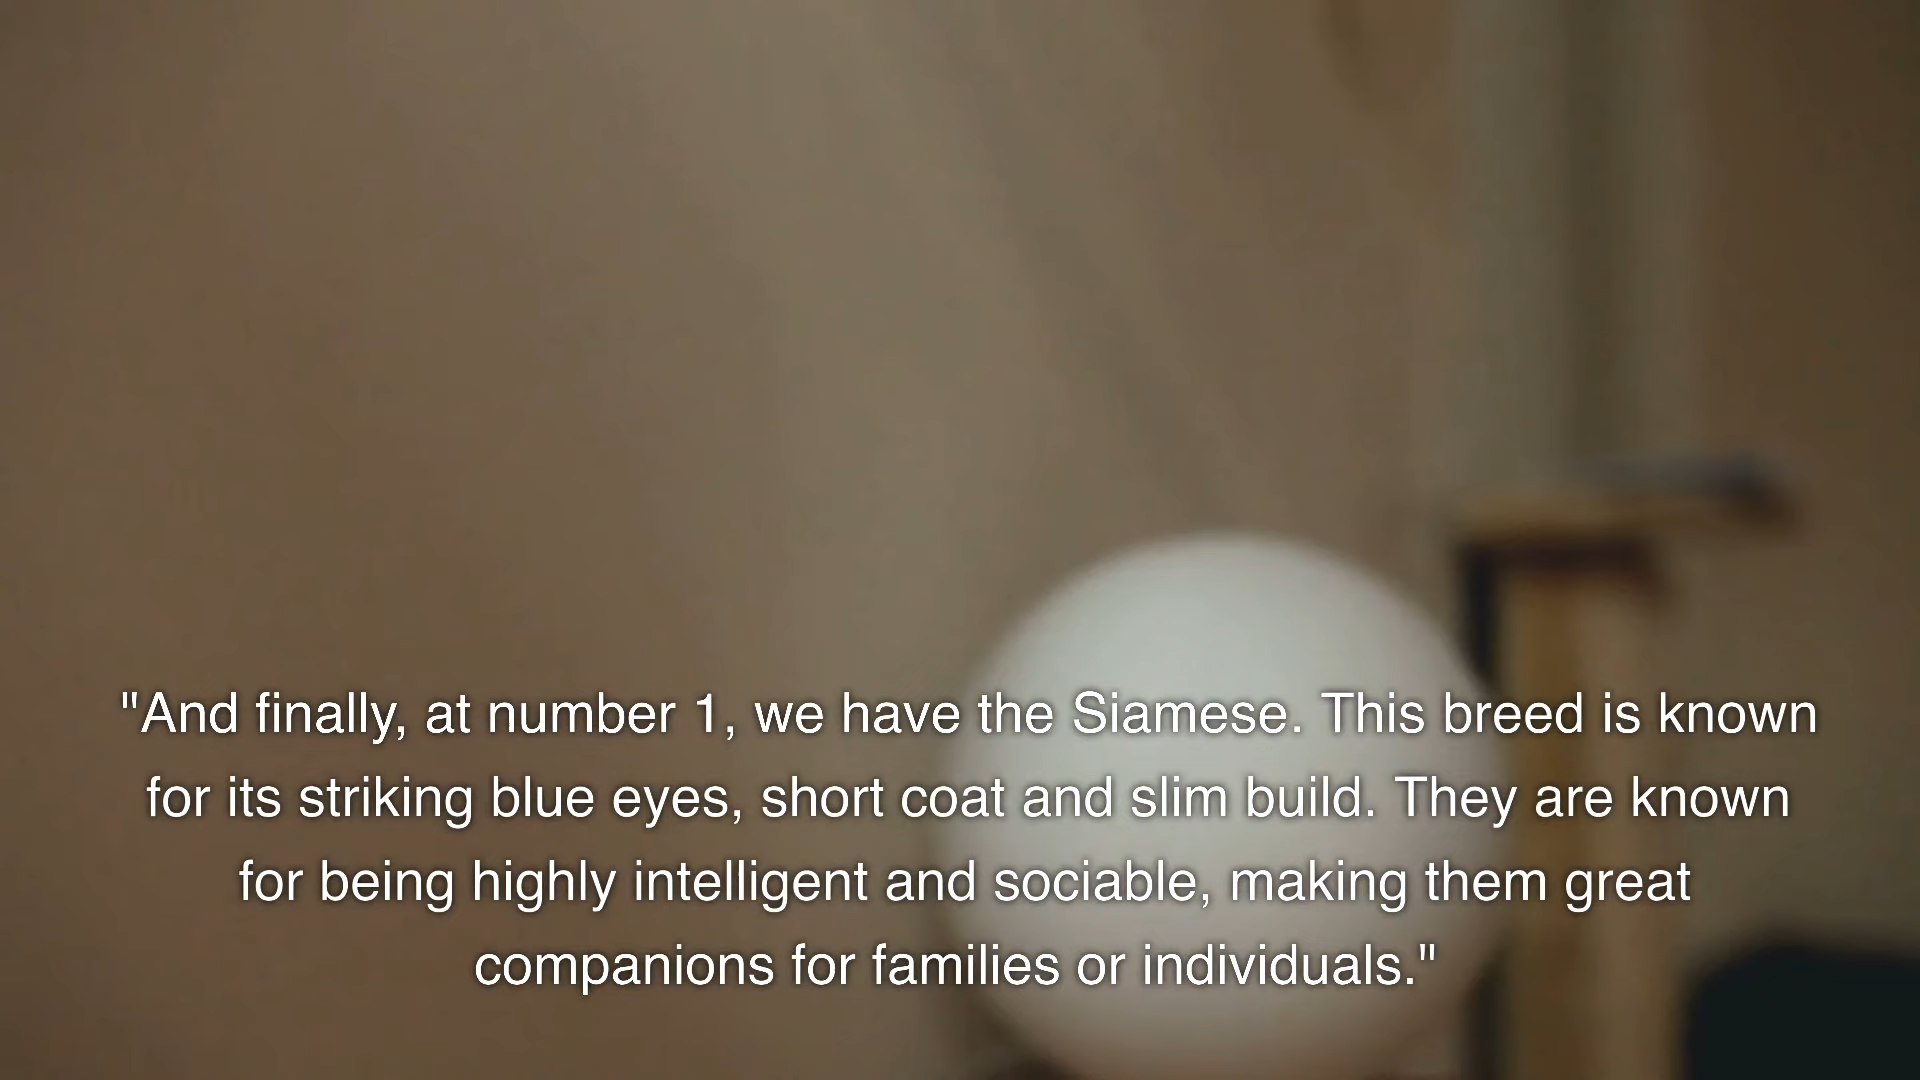 "And finally, at number 1, we have the Siamese. This breed is known
for its striking blue eyes, short coat and slim build. They are known
for being highly intelligent and sociable, making them great
companions for families or individuals."